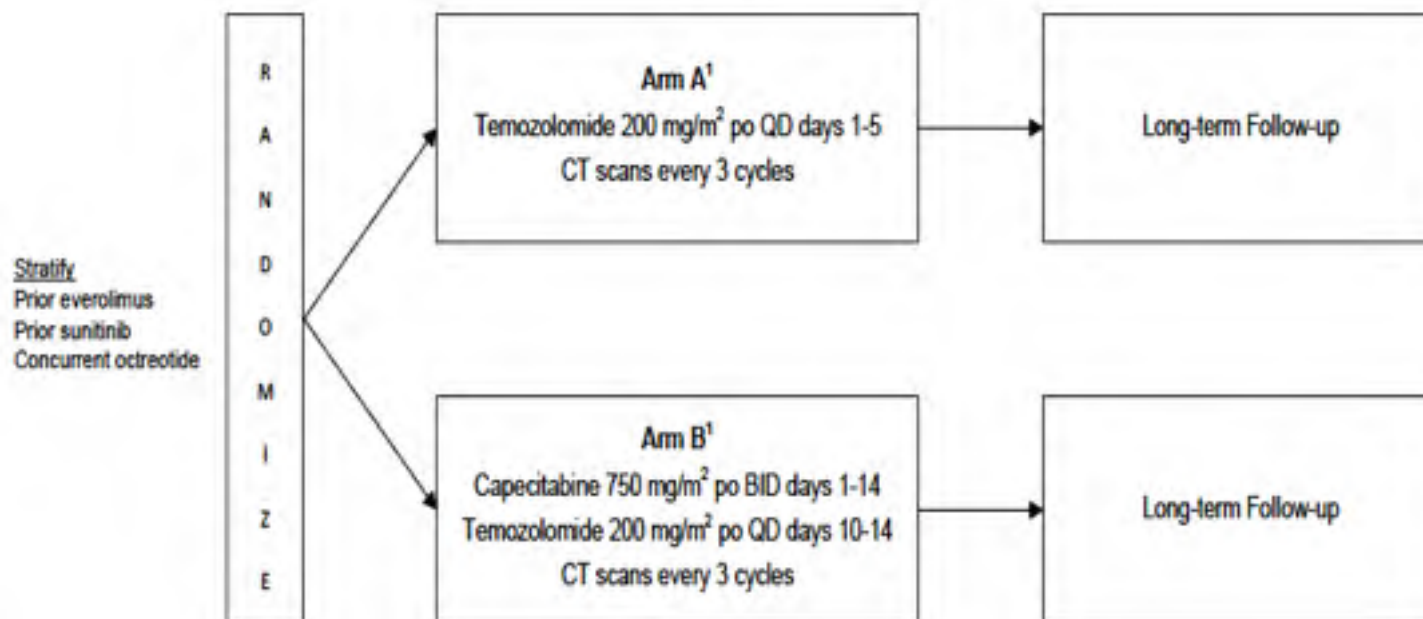 Stratify
Prior everolimus
Prior sunitinib
Concurrent octreotide
R
A
N
D
O
M
I
Z
E
Arm A¹
Temozolomide 200 mg/m² po QD days 1-5
CT scans every 3 cycles
Long-term Follow-up
Arm B¹
Capecitabine 750 mg/m² po BID days 1-14
Temozolomide 200 mg/m² po QD days 10-14
CT scans every 3 cycles
Long-term Follow-up